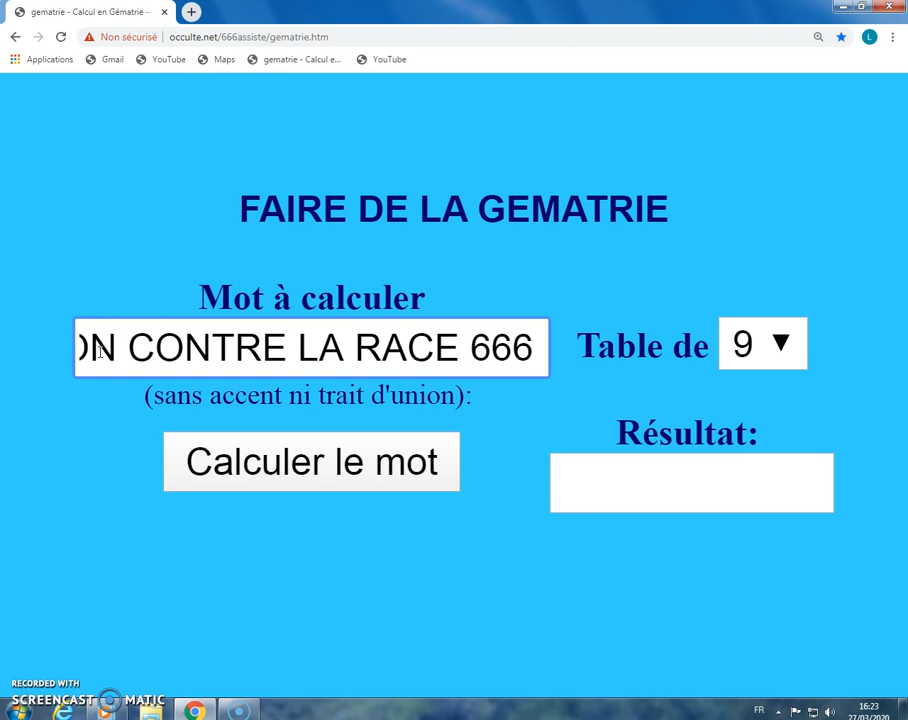 gematrie - Calcul en Gématrie -
Non sécurisé occulte.net/666assiste/gematrie.htm
L
Applications Gmail YouTube Maps gematrie - Calcul e... YouTube
FAIRE DE LA GEMATRIE
Mot à calculer
ON CONTRE LA RACE 666
Table de 9
(sans accent ni trait d'union):
Résultat:
Calculer le mot
RECORDED WITH
SCREENCAST MATIC
FR
16:23
27/03/2020